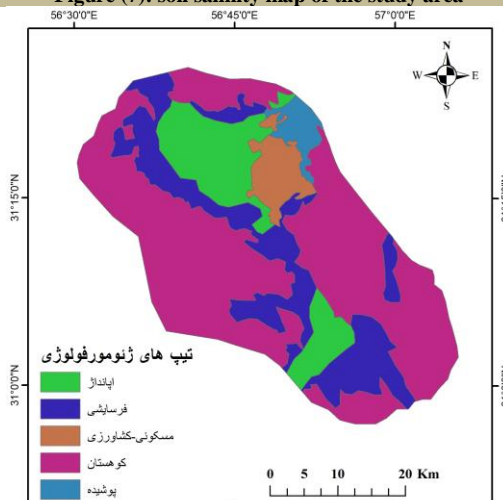 Figure (7): soil salinity map of the study area
56°30'0"E
56°45'0"E
57°0'0"E
N
W
E
S
31°15'0"N
31°0'0"N
تیپ های ژئومورفولوژی
اپانداژ
فرسایشی
مسکونی-کشاورزی
کوهستان
پوشیده
0 5 10 20 Km